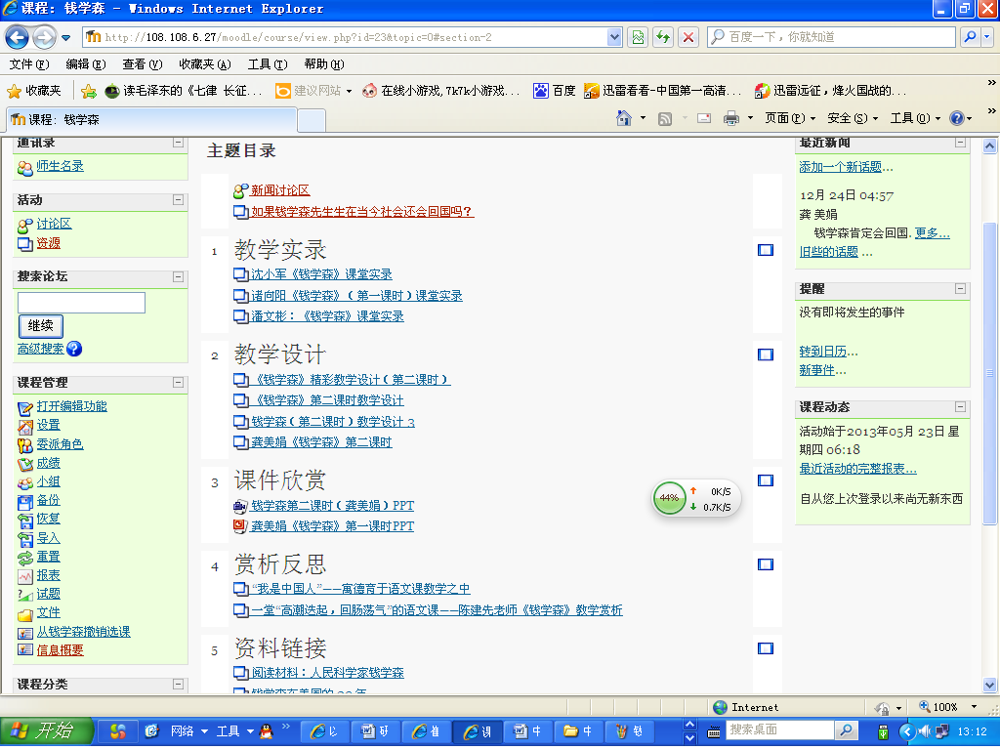 课程: 钱学森 - Windows Internet Explorer
http://108.108.6.27/moodle/course/view.php?id=23&topic=0#section-2
百度一下，你就知道
文件(F) 编辑(E) 查看(V) 收藏夹(A) 工具(T) 帮助(H)
收藏夹 读毛泽东的《七律 长征... 建议网站 在线小游戏,7k7k小游戏... 百度 迅雷看看-中国第一高清... 迅雷远征，烽火国战的... »
课程: 钱学森
页面(P) 安全(S) 工具(O) »
通讯录
师生名录
活动
讨论区
资源
搜索论坛
继续
高级搜索
课程管理
打开编辑功能
设置
委派角色
成绩
小组
备份
恢复
导入
重置
报表
试题
文件
从钱学森撤销选课
信息概要
课程分类
主题目录
新闻讨论区
如果钱学森先生生在当今社会还会回国吗?
1 教学实录
沈小军《钱学森》课堂实录
诸向阳《钱学森》（第一课时）课堂实录
潘文彬：《钱学森》课堂实录
2 教学设计
《钱学森》精彩教学设计（第二课时）
《钱学森》第二课时教学设计
钱学森（第二课时）教学设计 3
龚美娟《钱学森》第二课时
3 课件欣赏
钱学森第二课时（龚美娟）PPT
龚美娟《钱学森》第一课时PPT
4 赏析反思
“我是中国人”——寓德育于语文课教学之中
一堂“高潮迭起，回肠荡气”的语文课——陈建先老师《钱学森》教学赏析
5 资料链接
阅读材料：人民科学家钱学森
钱学森在美国的 20 年
最近新闻
添加一个新话题...
12月 24日 04:57
龚 美娟
钱学森肯定会回国. 更多...
旧些的话题 ...
提醒
没有即将发生的事件
转到日历...
新事件...
课程动态
活动始于2013年05月 23日 星
期四 06:18
最近活动的完整报表...
自从您上次登录以来尚无新东西
44% 0K/S
0.7K/S
Internet 100%
开始 网络 工具 » 中 中 搜索桌面 13:12